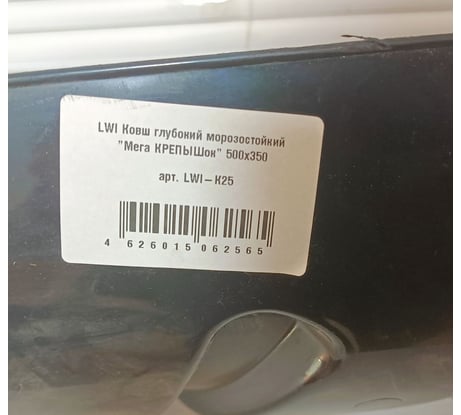 LWI Ковш глубокий морозостойкий
"Мега КРЕПЫШок" 500х350
арт. LWI-К25
4 626015 062565